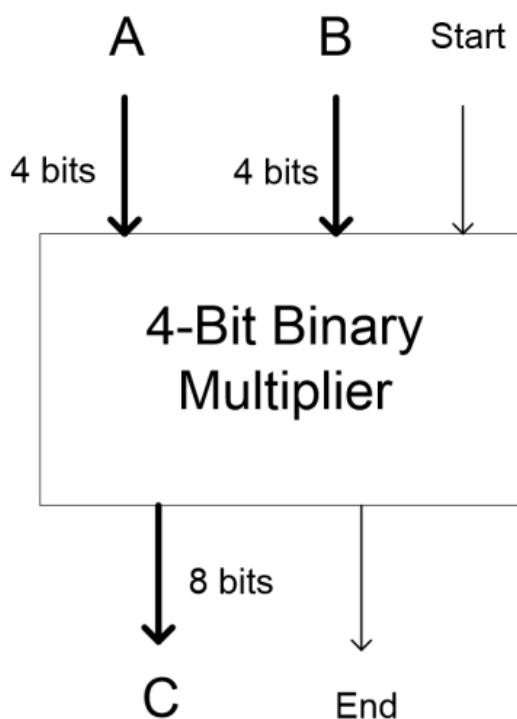 A
B
Start
4 bits
4 bits
4-Bit Binary
Multiplier
8 bits
C
End